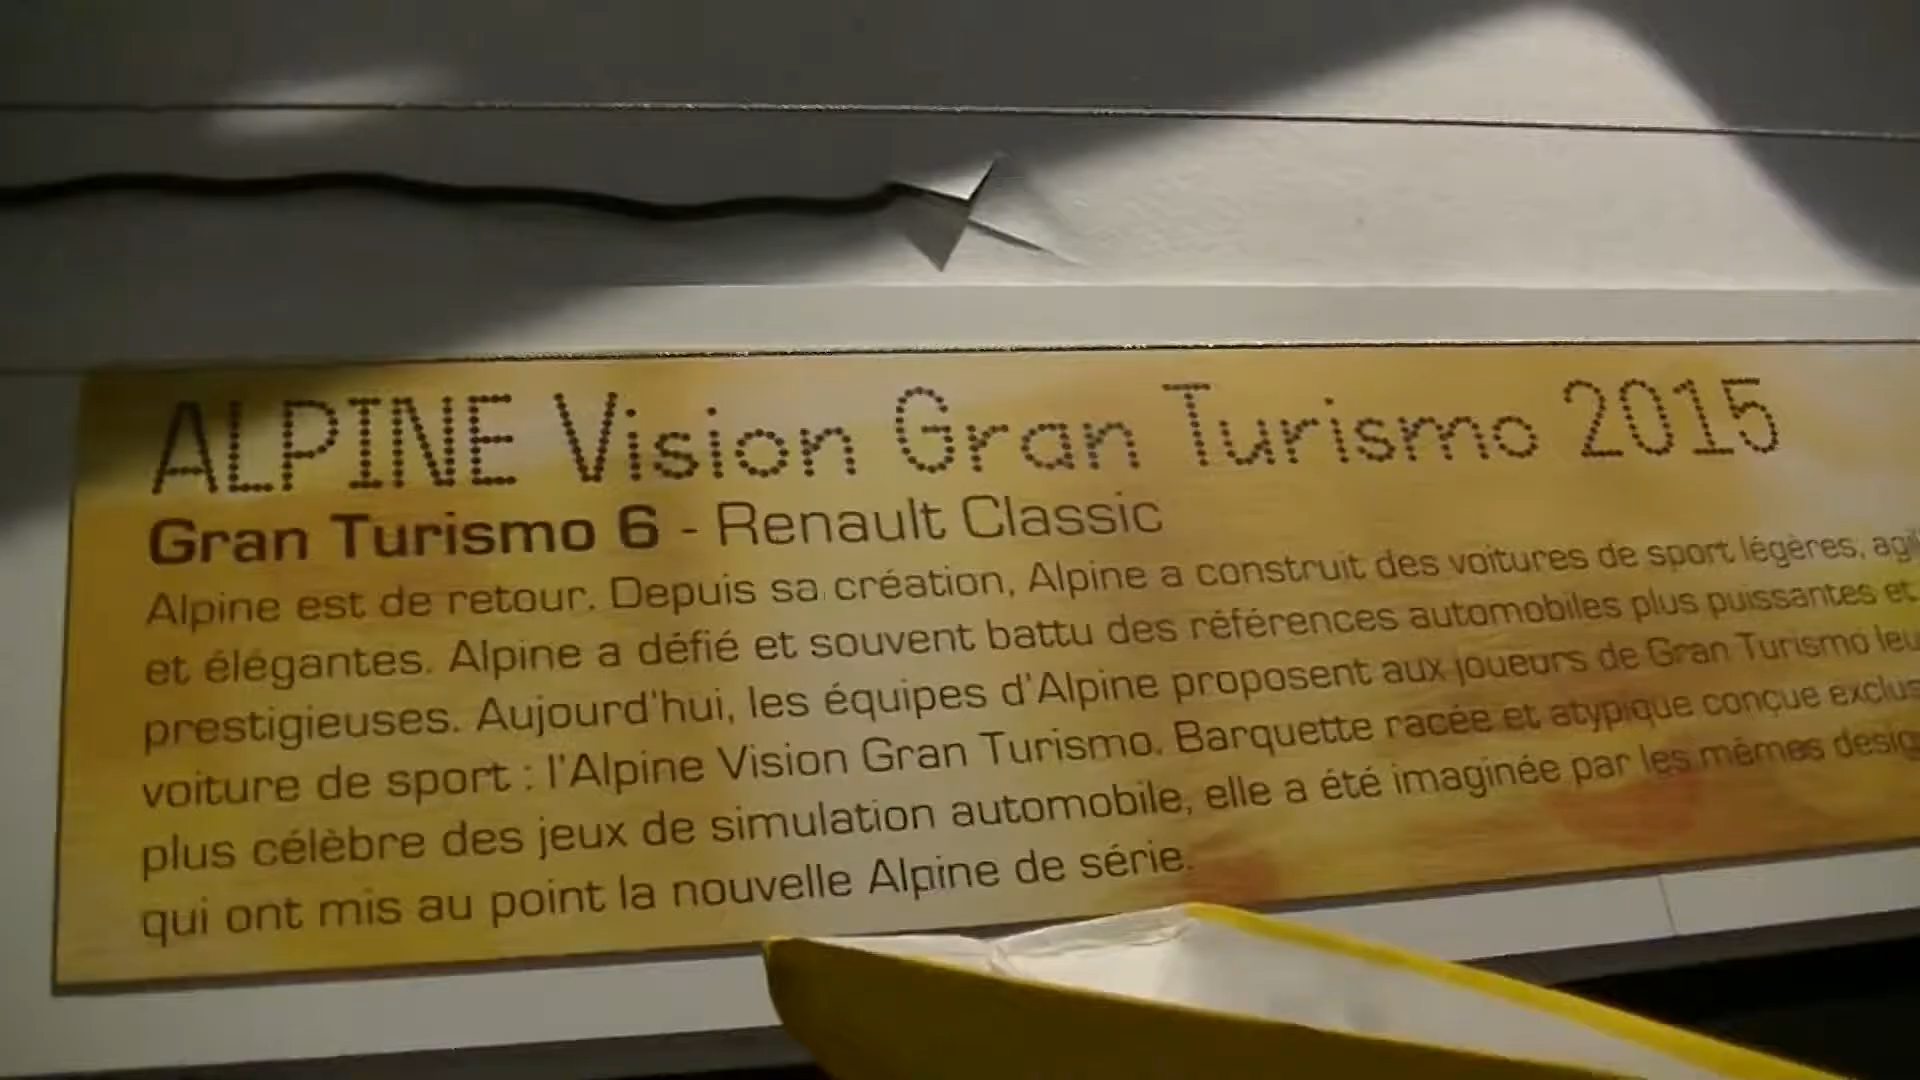 ALPINE Vision Gran Turismo 2015
Gran Turismo 6 - Renault Classic
Alpine est de retour. Depuis sa création, Alpine a construit des voitures de sport légères,
et élégantes. Alpine a défié et souvent battu des références automobiles plus puissantes et
prestigieuses. Aujourd'hui, les équipes d'Alpine proposent aux joueurs de Gran Turismo
voiture de sport : l'Alpine Vision Gran Turismo. Barquette racée et atypique conçue
plus célèbre des jeux de simulation automobile, elle a été imaginée par les mêmes
qui ont mis au point la nouvelle Alpine de série.